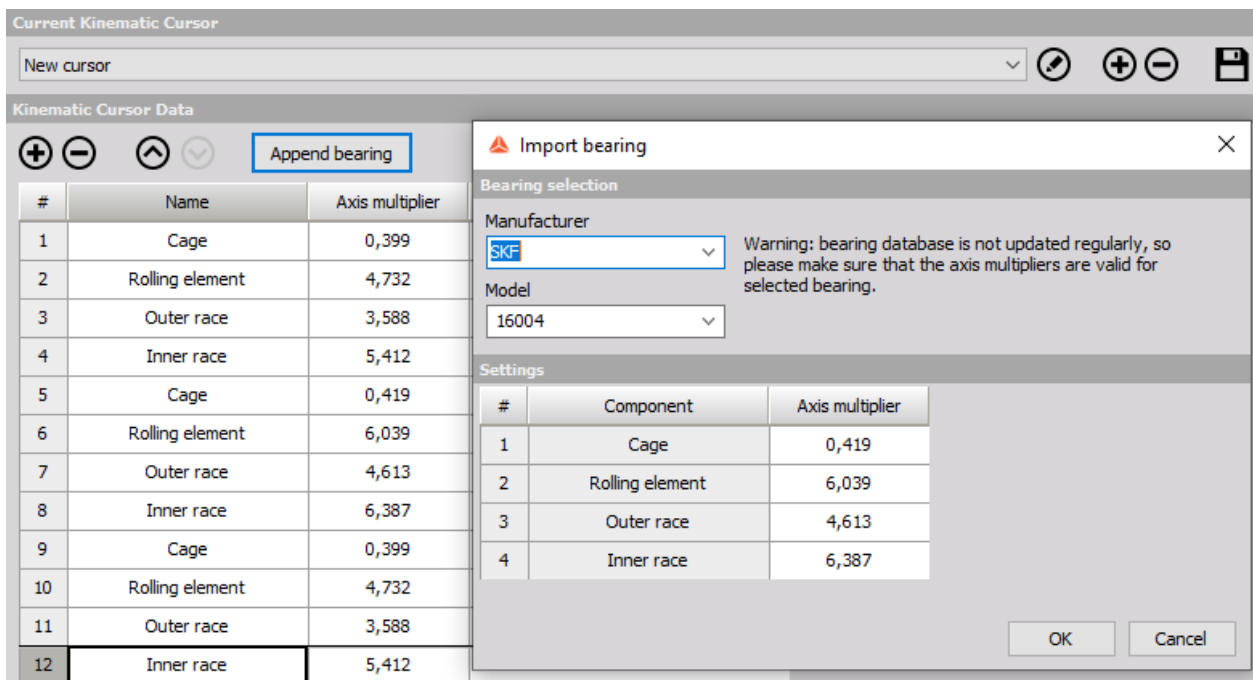 Current Kinematic Cursor
New cursor
Kinematic Cursor Data
Append bearing
# Name Axis multiplier
1 Cage 0,399
2 Rolling element 4,732
3 Outer race 3,588
4 Inner race 5,412
5 Cage 0,419
6 Rolling element 6,039
7 Outer race 4,613
8 Inner race 6,387
9 Cage 0,399
10 Rolling element 4,732
11 Outer race 3,588
12 Inner race 5,412
Import bearing
Bearing selection
Manufacturer
SKF
Warning: bearing database is not updated regularly, so
please make sure that the axis multipliers are valid for
selected bearing.
Model
16004
Settings
# Component Axis multiplier
1 Cage 0,419
2 Rolling element 6,039
3 Outer race 4,613
4 Inner race 6,387
OK Cancel